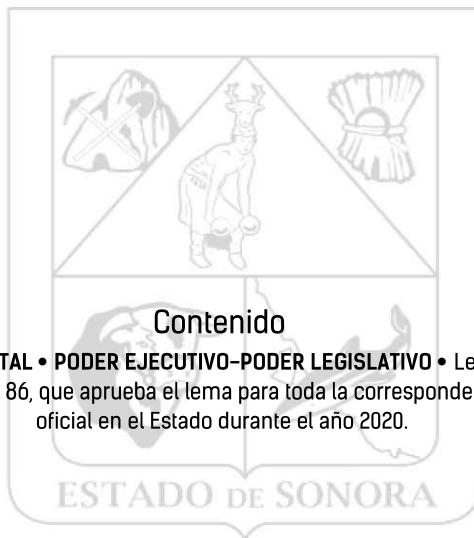 Contenido
TAL • PODER EJECUTIVO-PODER LEGISLATIVO • Le
86, que aprueba el lema para toda la corresponde
oficial en el Estado durante el año 2020.
ESTADO DE SONORA